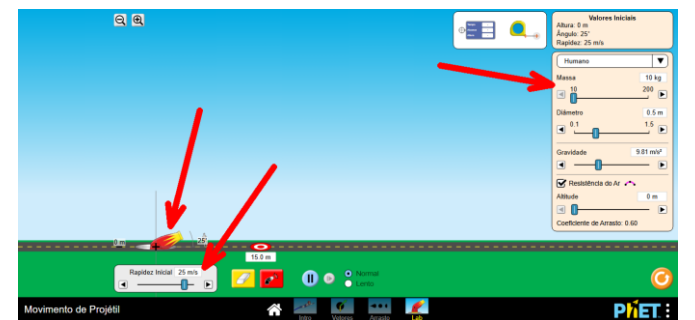 Valores Iniciais
Altura: 0 m
Ângulo: 25°
Rapidez: 25 m/s
Humano
Massa
10 kg
10
200
Diâmetro
0.5 m
0.1
1.5
Gravidade
9.81 m/s²
Resistência do Ar
Altitude
0 m
Coeficiente de Arrasto: 0.60
0 m
25°
15.0 m
Rapidez Inicial
25 m/s
Normal
Lento
Movimento de Projétil
Intro
Vetores
Arraste
Lab
PhET